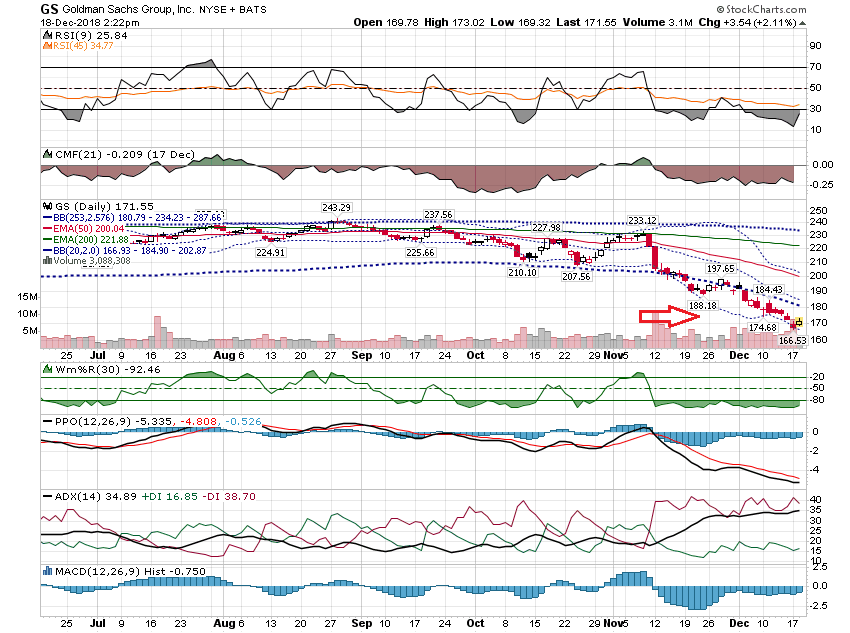 GS Goldman Sachs Group, Inc. NYSE + BATS © StockCharts.com
18-Dec-2018 2:22pm Open 169.78 High 173.02 Low 169.32 Last 171.55 Volume 3.1M Chg +3.54 (+2.11%)
RSI(9) 25.84
RSI(45) 34.77
90
70
50
30
10
CMF(21) -0.209 (17 Dec)
0.00
-0.25
GS (Daily) 171.55
BB(253,2.576) 180.79 - 234.23 - 287.66
EMA(50) 200.04
EMA(200) 221.88
BB(20,2.0) 166.93 - 184.90 - 202.87
Volume 3,088,308
243.29
237.56
227.98
233.12
224.91
225.66
210.10
207.56
197.65
188.18
184.43
174.68
166.53
250
240
230
220
210
200
190
180
170
160
15M
10M
5M
25 Jul 9 16 23 Aug 6 13 20 27 Sep 10 17 24 Oct 8 15 22 29 Nov 5 12 19 26 Dec 10 17
Wm%R(30) -92.46
-20
-50
-80
PPO(12,26,9) -5.335, -4.808, -0.526
0
-2
-4
ADX(14) 34.89 +DI 16.85 -DI 38.70
40
35
30
25
20
15
10
MACD(12,26,9) Hist -0.750
2.5
0.0
-2.5
25 Jul 9 16 23 Aug 6 13 20 27 Sep 10 17 24 Oct 8 15 22 29 Nov 5 12 19 26 Dec 10 17